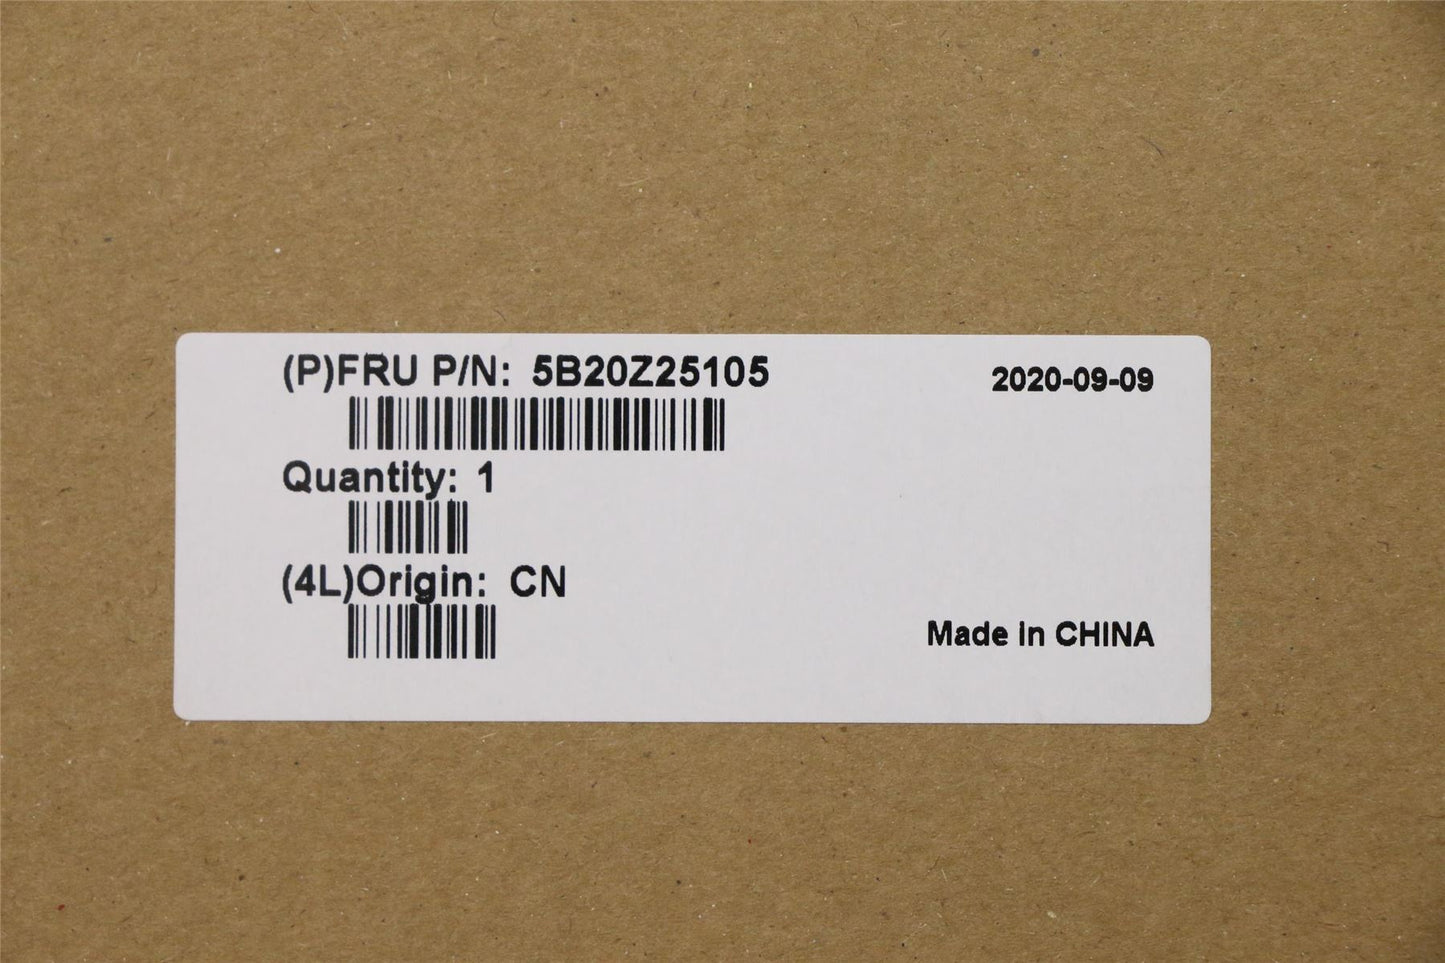 (P)FRU P/N: 5B20Z25105
2020-09-09
Quantity: 1
(4L)Origin: CN
Made in CHINA